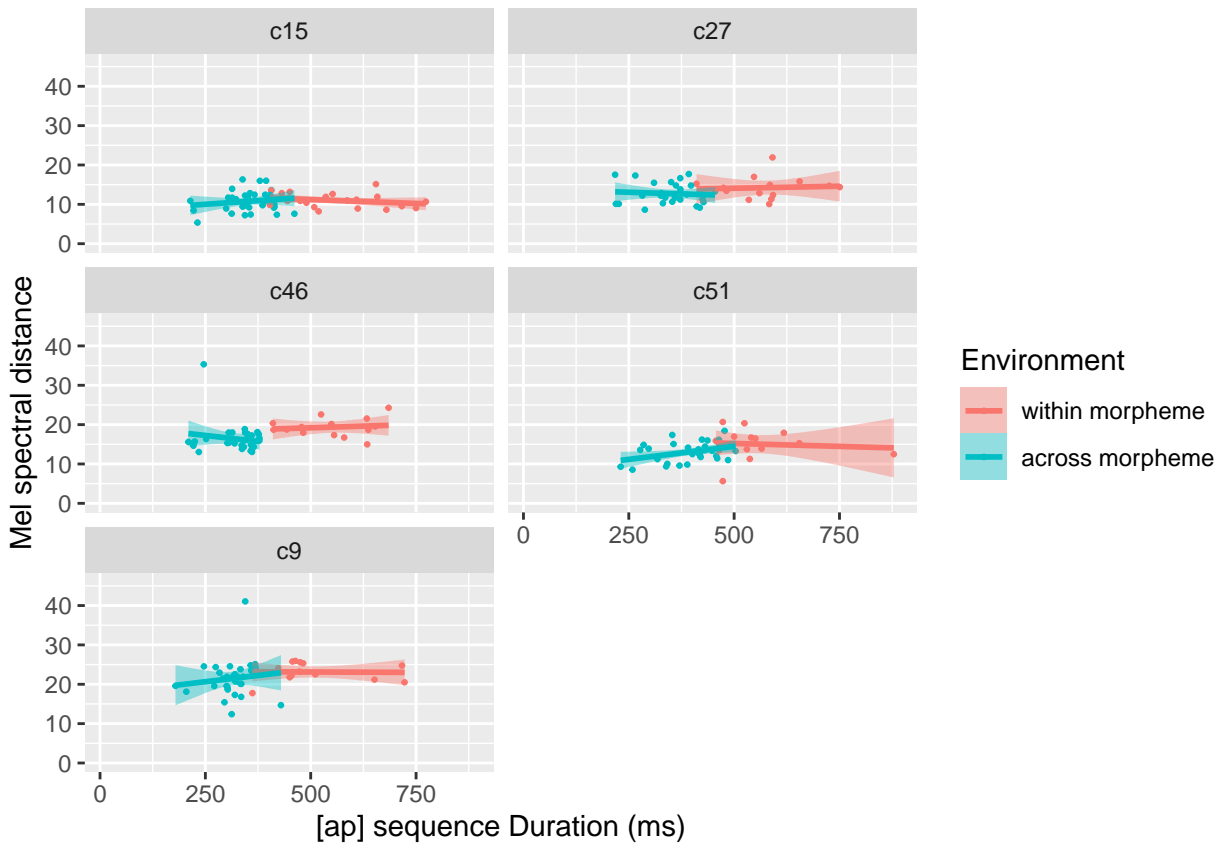 c15
c27
40
30
20
10
0
c46
c51
40
30
20
10
0
0
250
500
750
c9
40
30
20
10
0
0
250
500
750
Mel spectral distance
[ap] sequence Duration (ms)
Environment
within morpheme
across morpheme